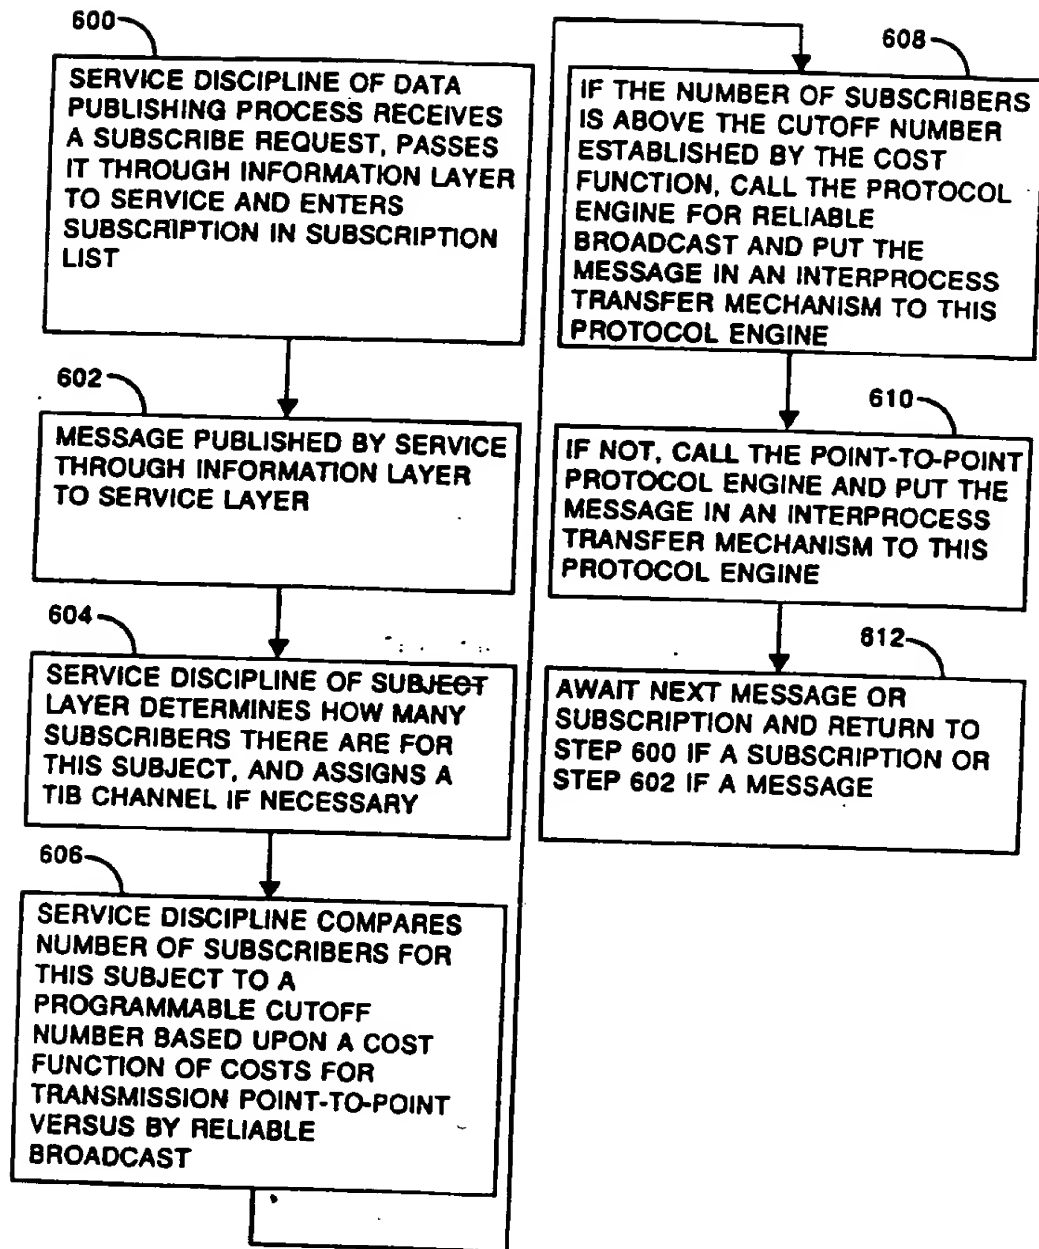 600
SERVICE DISCIPLINE OF DATA
PUBLISHING PROCESS RECEIVES
A SUBSCRIBE REQUEST, PASSES
IT THROUGH INFORMATION LAYER
TO SERVICE AND ENTERS
SUBSCRIPTION IN SUBSCRIPTION
LIST
602
MESSAGE PUBLISHED BY SERVICE
THROUGH INFORMATION LAYER
TO SERVICE LAYER
604
SERVICE DISCIPLINE OF SUBJECT
LAYER DETERMINES HOW MANY
SUBSCRIBERS THERE ARE FOR
THIS SUBJECT, AND ASSIGNS A
TIB CHANNEL IF NECESSARY
606
SERVICE DISCIPLINE COMPARES
NUMBER OF SUBSCRIBERS FOR
THIS SUBJECT TO A
PROGRAMMABLE CUTOFF
NUMBER BASED UPON A COST
FUNCTION OF COSTS FOR
TRANSMISSION POINT-TO-POINT
VERSUS BY RELIABLE
BROADCAST
608
IF THE NUMBER OF SUBSCRIBERS
IS ABOVE THE CUTOFF NUMBER
ESTABLISHED BY THE COST
FUNCTION, CALL THE PROTOCOL
ENGINE FOR RELIABLE
BROADCAST AND PUT THE
MESSAGE IN AN INTERPROCESS
TRANSFER MECHANISM TO THIS
PROTOCOL ENGINE
610
IF NOT, CALL THE POINT-TO-POINT
PROTOCOL ENGINE AND PUT THE
MESSAGE IN AN INTERPROCESS
TRANSFER MECHANISM TO THIS
PROTOCOL ENGINE
612
AWAIT NEXT MESSAGE OR
SUBSCRIPTION AND RETURN TO
STEP 600 IF A SUBSCRIPTION OR
STEP 602 IF A MESSAGE